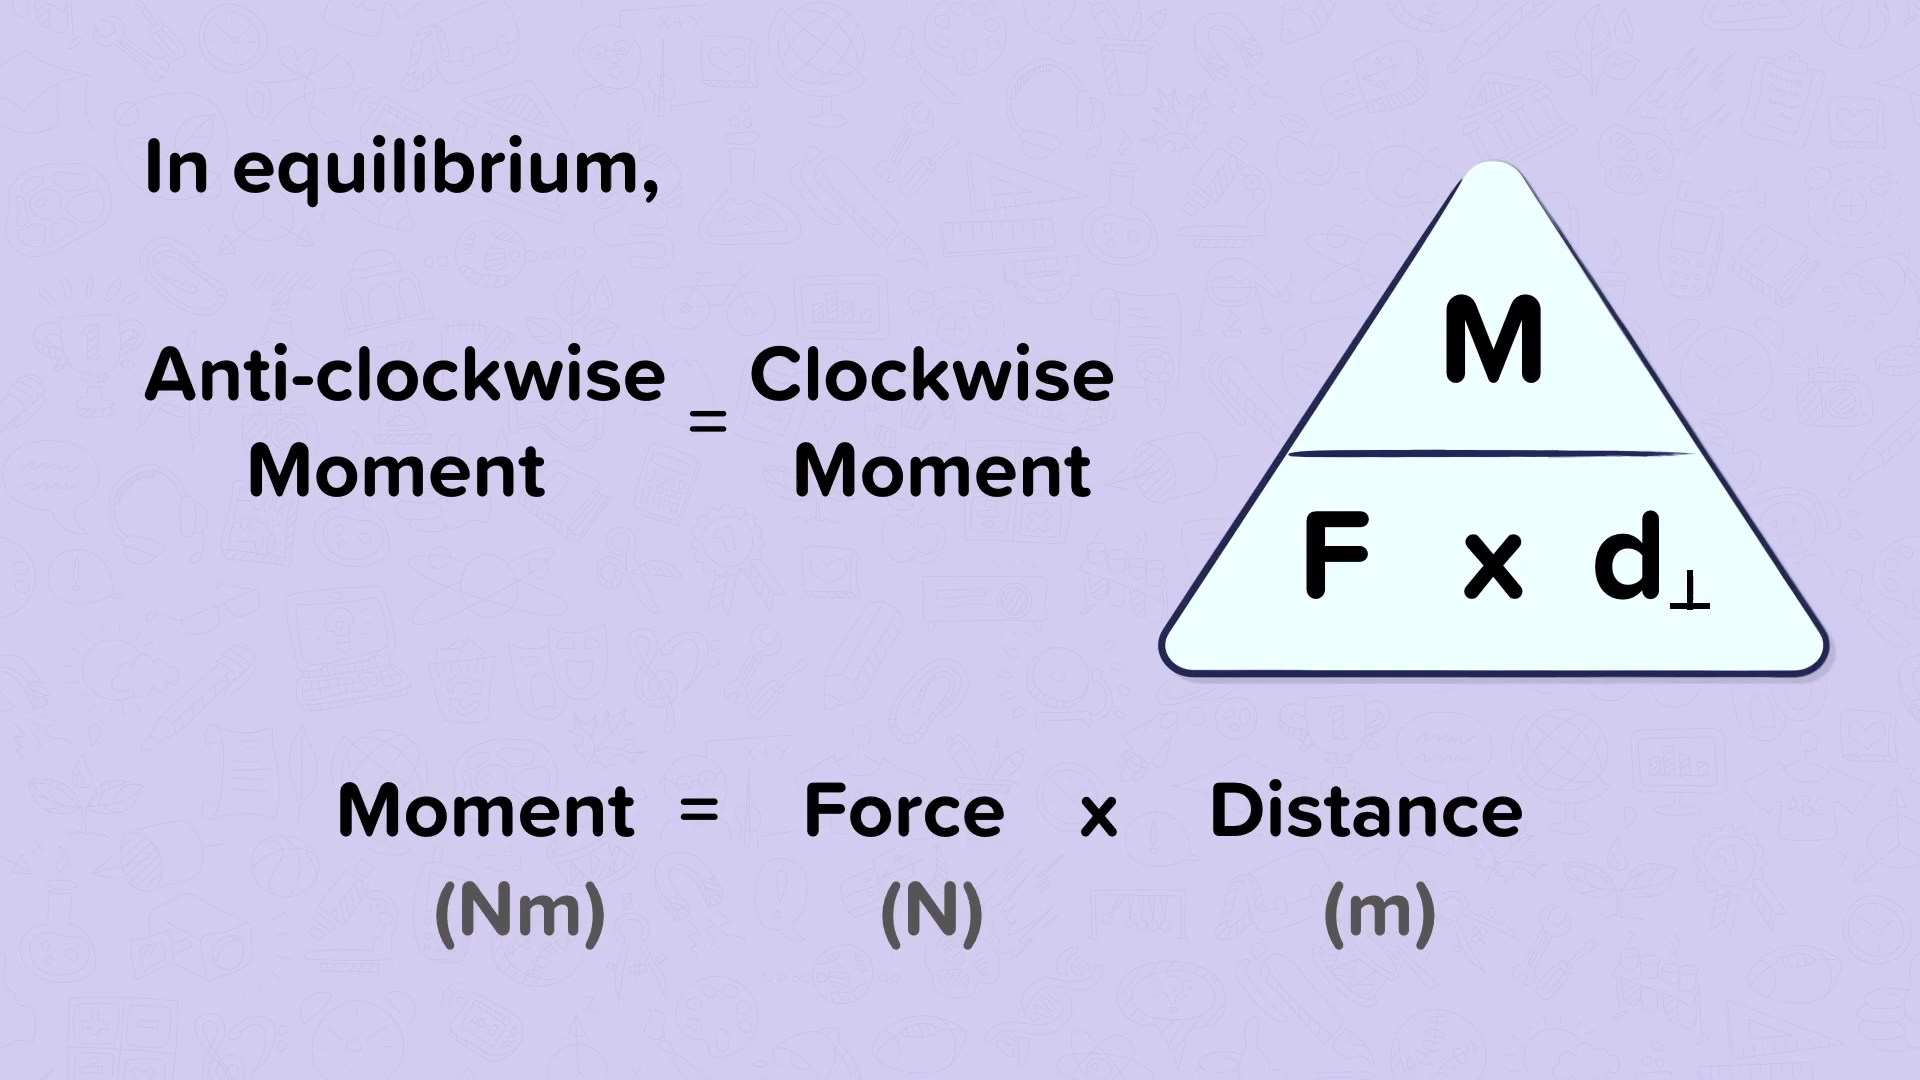 In equilibrium,
Anti-clockwise Moment = Clockwise Moment
M
F x d⊥
Moment = Force x Distance
(Nm) (N) (m)